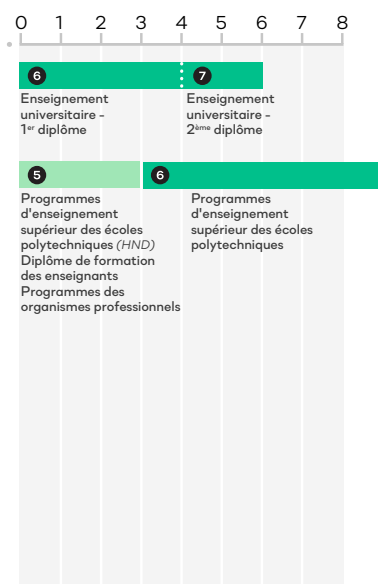 0 1 2 3 4 5 6 7 8
6 7
Enseignement
universitaire -
1er diplôme
Enseignement
universitaire -
2ème diplôme
5 6
Programmes
d'enseignement
supérieur des écoles
polytechniques (HND)
Diplôme de formation
des enseignants
Programmes des
organismes professionnels
Programmes
d'enseignement
supérieur des écoles
polytechniques